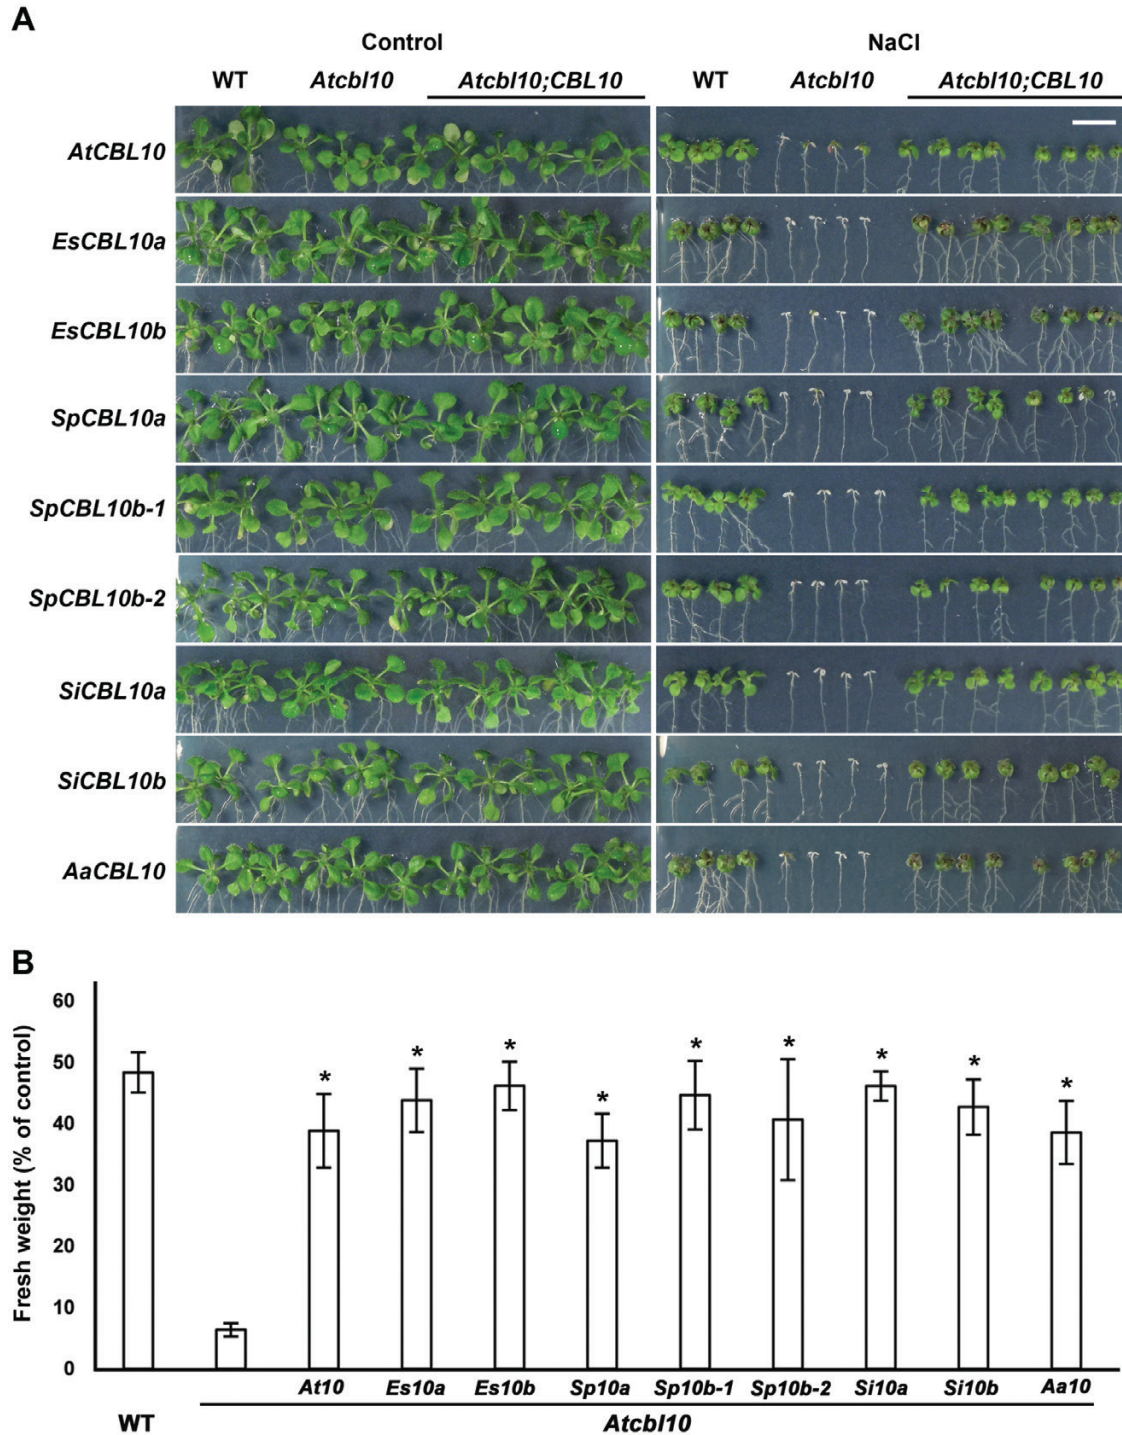 A
Control NaCl
WT Atcbl10 Atcbl10;CBL10 WT Atcbl10 Atcbl10;CBL10
AtCBL10
EsCBL10a
EsCBL10b
SpCBL10a
SpCBL10b-1
SpCBL10b-2
SiCBL10a
SiCBL10b
AaCBL10
B
Fresh weight (% of control)
60
50
40
30
20
10
0
* * * * * * * * *
At10 Es10a Es10b Sp10a Sp10b-1 Sp10b-2 Si10a Si10b Aa10
WT Atcbl10